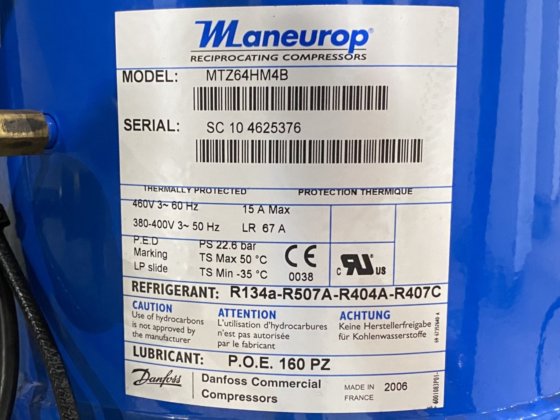 Maneurop®
RECIPROCATING COMPRESSORS
MODEL: MTZ64HM4B
SERIAL: SC 10 4625376
THERMALLY PROTECTED PROTECTION THERMIQUE
460V 3~ 60 Hz 15 A Max
380-400V 3~ 50 Hz LR 67 A
P.E.D PS 22.6 bar
Marking TS Max 50 °C
LP slide TS Min -35 °C
CE 0038
c RU us
REFRIGERANT: R134a-R507A-R404A-R407C
CAUTION
Use of hydrocarbons
is not approved by
the manufacturer
ATTENTION
L'utilisation d'hydrocarbures
n'est pas autorisée
par le fabricant
ACHTUNG
Keine Herstellerfreigabe
für Kohlenwasserstoffe
LUBRICANT: P.O.E. 160 PZ
Danfoss
Danfoss Commercial
Compressors
MADE IN
FRANCE
2006